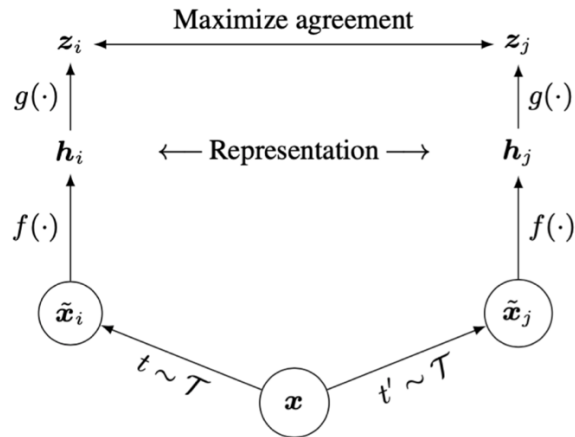 Maximize agreement
z_i z_j
g(·) g(·)
h_i ← Representation → h_j
f(·) f(·)
x̃_i x̃_j
t ∼ 𝒯 t′ ∼ 𝒯
x